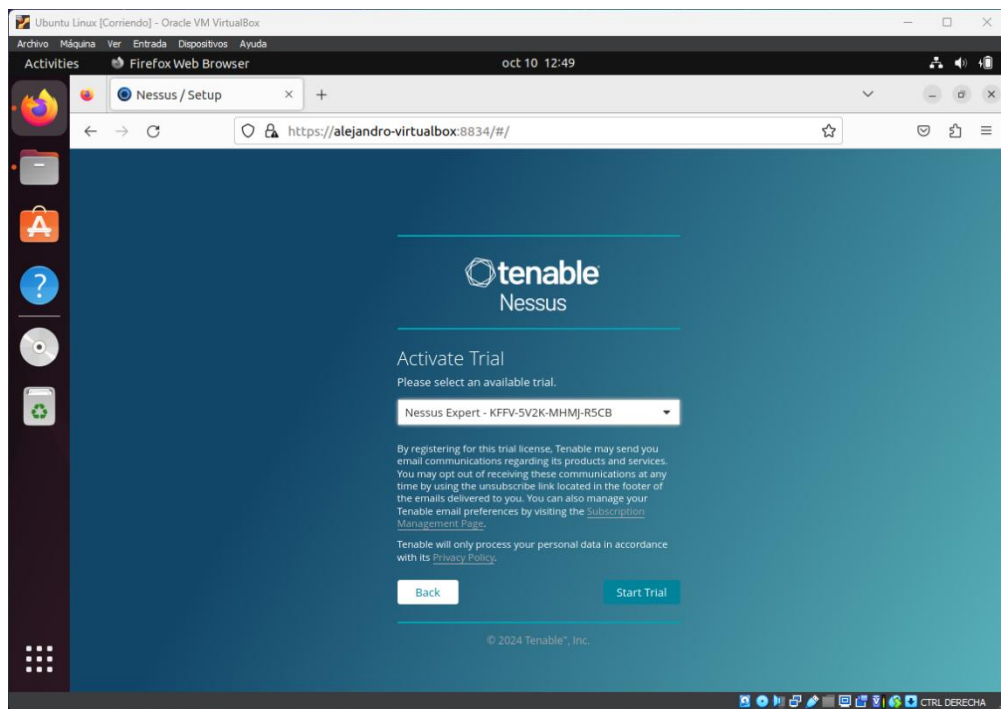 Ubuntu Linux [Corriendo] - Oracle VM VirtualBox
Archivo Máquina Ver Entrada Dispositivos Ayuda
Activities Firefox Web Browser oct 10 12:49
Nessus / Setup
https://alejandro-virtualbox:8834/#/
tenable
Nessus
Activate Trial
Please select an available trial.
Nessus Expert - KFFV-5V2K-MHMJ-R5CB
By registering for this trial license, Tenable may send you
email communications regarding its products and services.
You may opt out of receiving these communications at any
time by using the unsubscribe link located in the footer of
the emails delivered to you. You can also manage your
Tenable email preferences by visiting the Subscription
Management Page.
Tenable will only process your personal data in accordance
with its Privacy Policy.
Back Start Trial
© 2024 Tenable™, Inc.
CTRL DERECHA